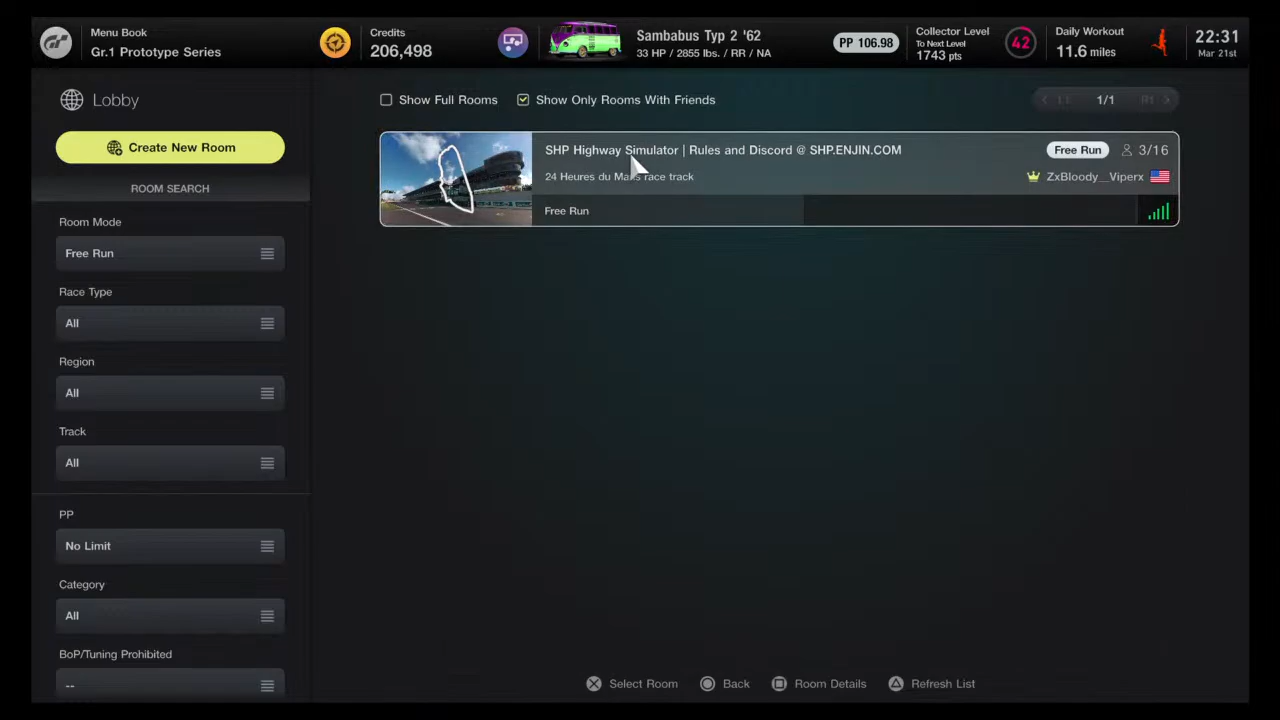 Menu Book
Gr.1 Prototype Series
Credits
206,498
Sambabus Typ 2 '62
33 HP / 2855 lbs. / RR / NA
PP 106.98
Collector Level
To Next Level
1743 pts
42
Daily Workout
11.6 miles
22:31
Mar 21st
Lobby
Create New Room
ROOM SEARCH
Room Mode
Free Run
Race Type
All
Region
All
Track
All
PP
No Limit
Category
All
BoP/Tuning Prohibited
--
Show Full Rooms
Show Only Rooms With Friends
< L1 1/1 R1 >
SHP Highway Simulator | Rules and Discord @ SHP.ENJIN.COM
Free Run 3/16
24 Heures du Mans race track
ZxBloody__Viperx
Free Run
Select Room Back Room Details Refresh List